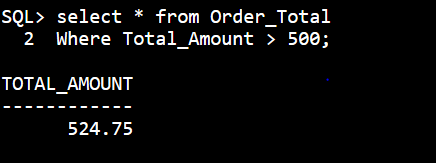 SQL> select * from Order_Total
2 Where Total_Amount > 500;
TOTAL_AMOUNT
------------
524.75